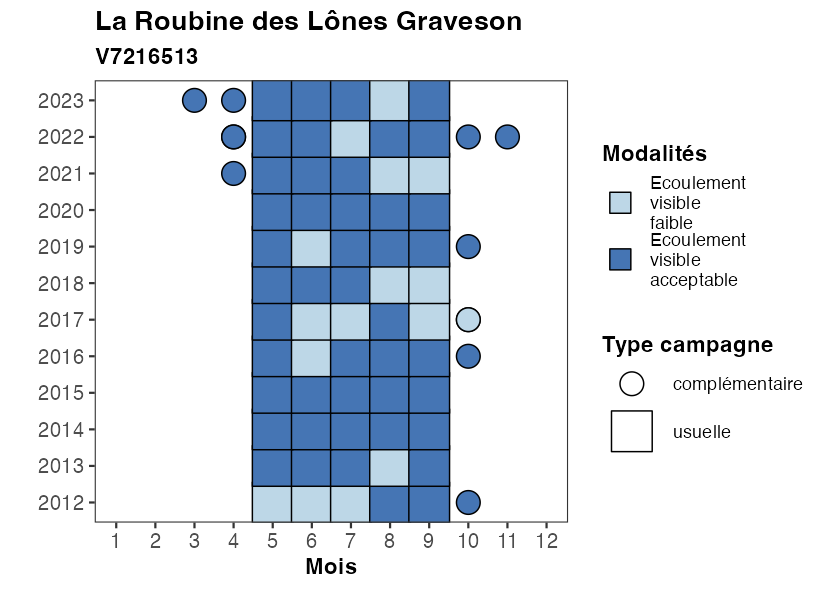 La Roubine des Lônes Graveson
V7216513
2023
2022
2021
2020
2019
2018
2017
2016
2015
2014
2013
2012
1 2 3 4 5 6 7 8 9 10 11 12
Mois
Modalités
Ecoulement
visible
faible
Ecoulement
visible
acceptable
Type campagne
complémentaire
usuelle